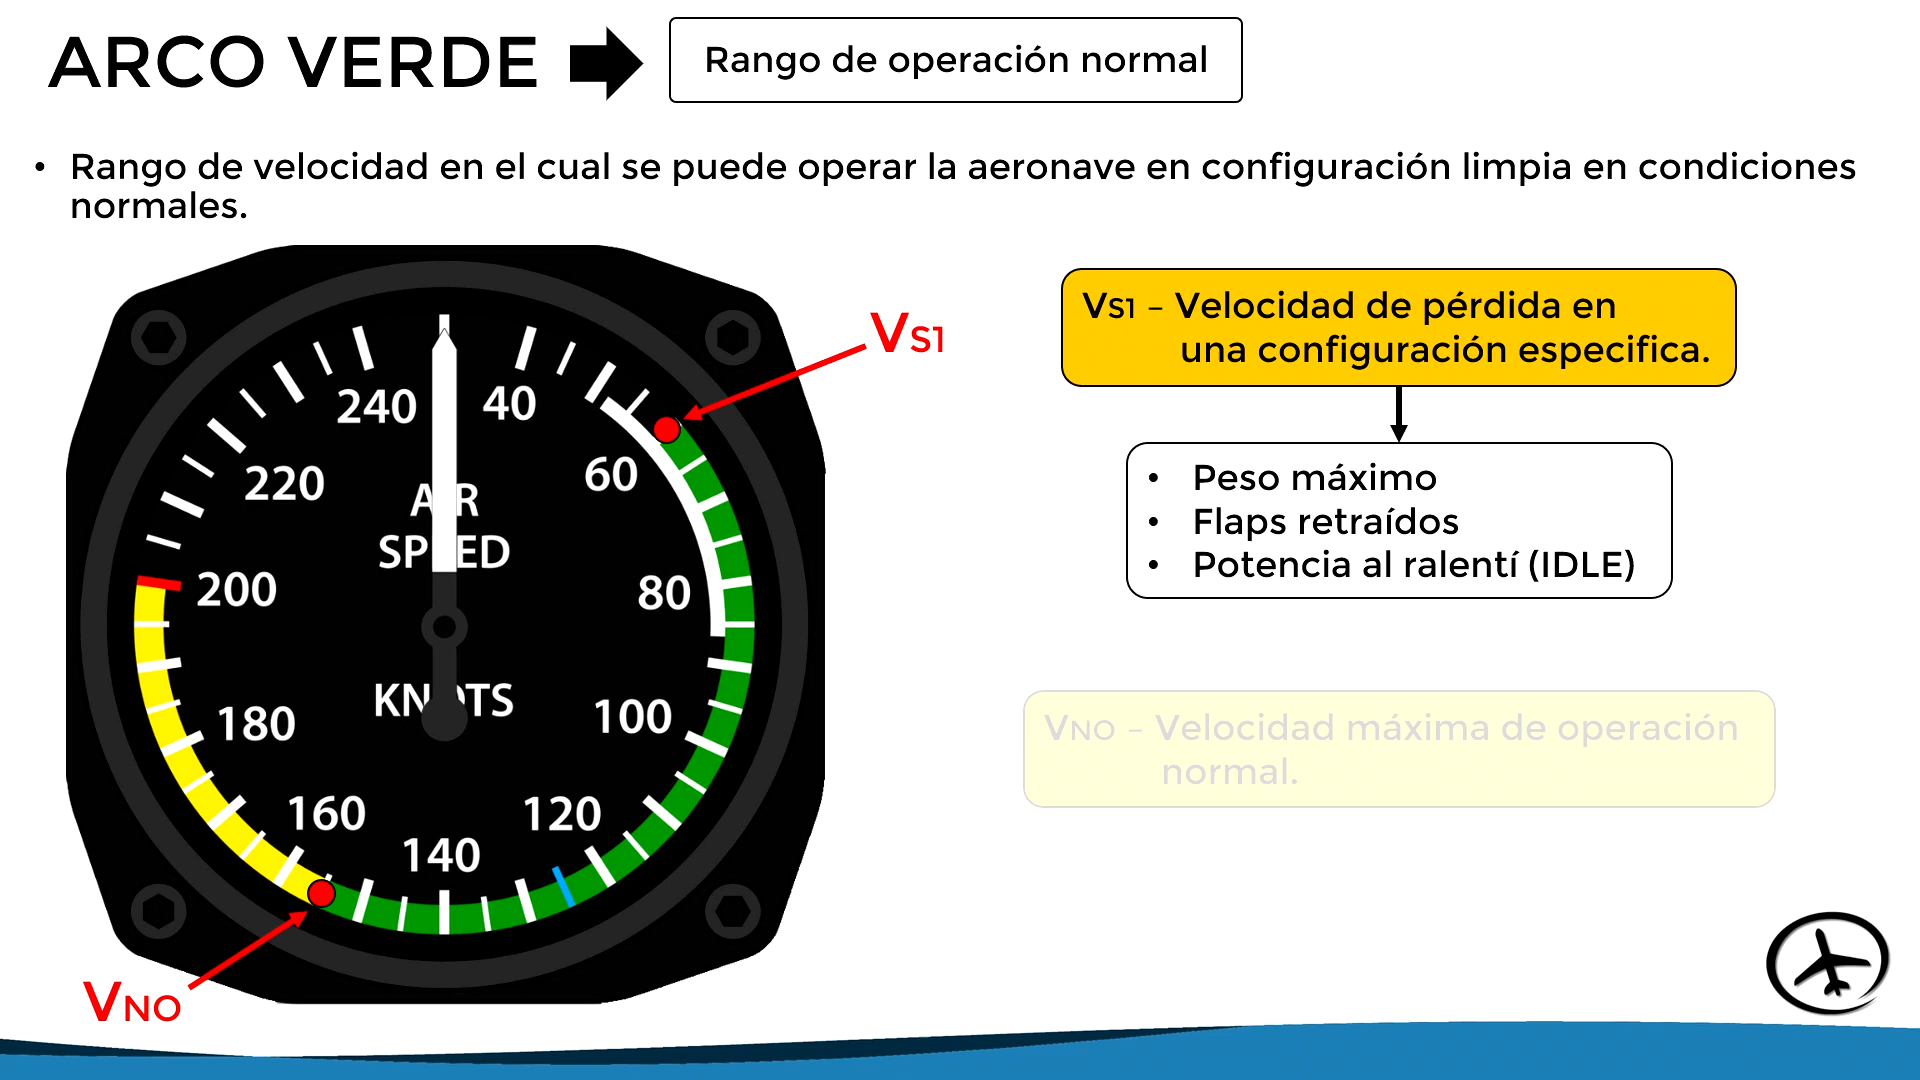 ARCO VERDE
Rango de operación normal
• Rango de velocidad en el cual se puede operar la aeronave en configuración limpia en condiciones
normales.
VS1
VS1 – Velocidad de pérdida en
una configuración especifica.
• Peso máximo
• Flaps retraídos
• Potencia al ralentí (IDLE)
VNO – Velocidad máxima de operación
normal.
240
40
220
60
AIR
SPEED
200
80
KNOTS
180
100
160
120
140
VNO